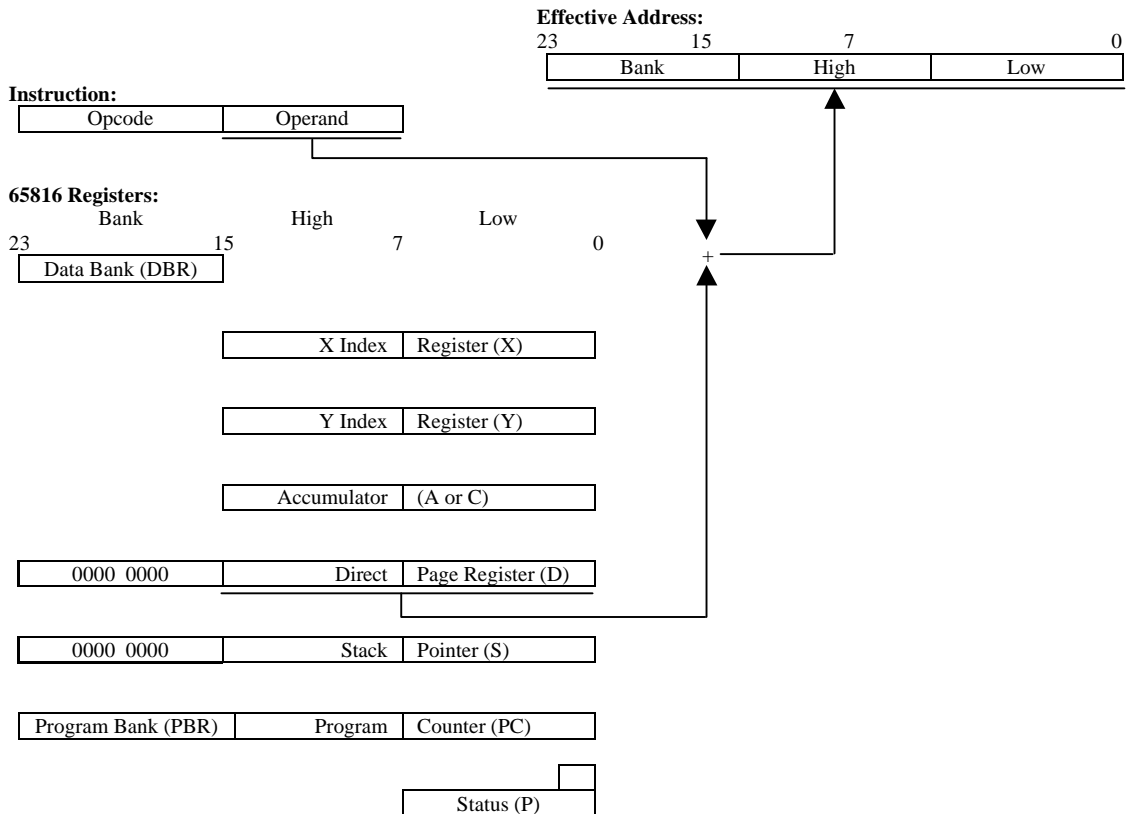 Effective Address:
23 15 7 0
Bank High Low
Instruction:
Opcode Operand
65816 Registers:
Bank High Low
23 15 7 0
+
Data Bank (DBR)
X Index Register (X)
Y Index Register (Y)
Accumulator (A or C)
0000 0000 Direct Page Register (D)
0000 0000 Stack Pointer (S)
Program Bank (PBR) Program Counter (PC)
Status (P)